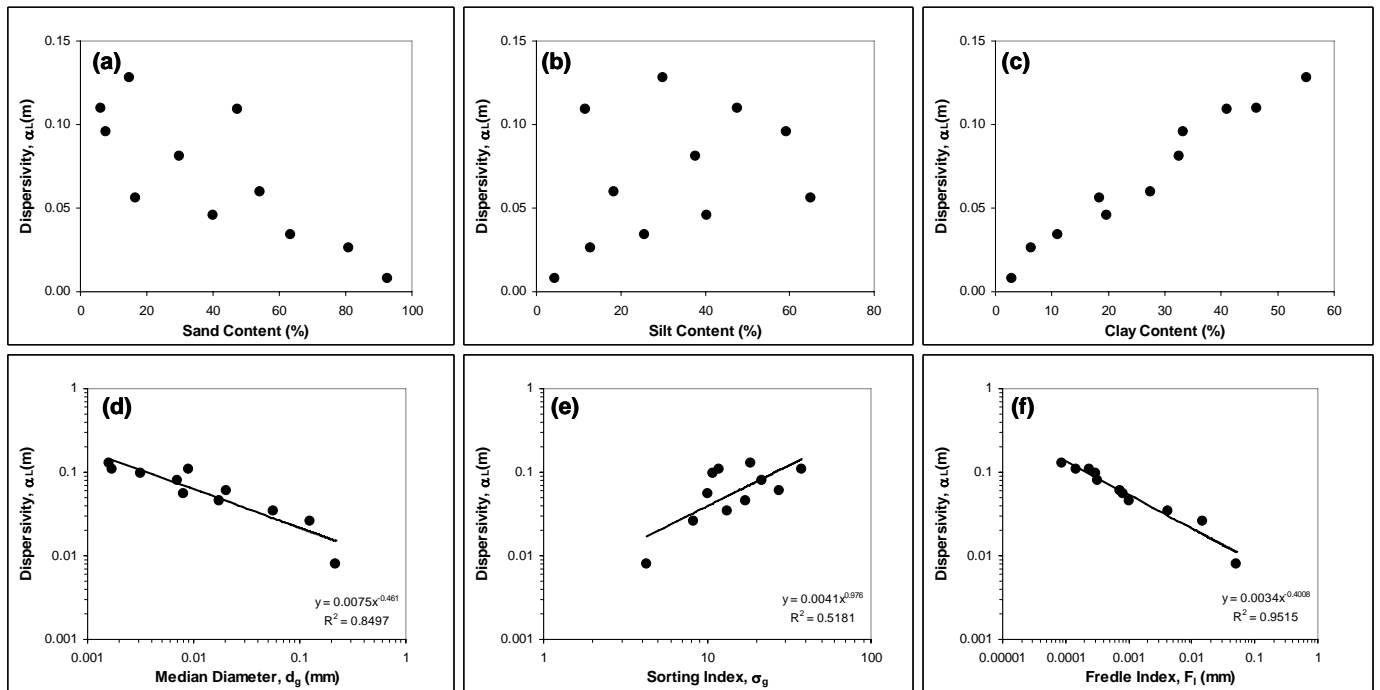 (a)
Dispersivity, αL(m)
0.15
0.10
0.05
0.00
0 20 40 60 80 100
Sand Content (%)
(b)
Dispersivity, αL(m)
0.15
0.10
0.05
0.00
0 20 40 60 80
Silt Content (%)
(c)
Dispersivity, αL(m)
0.15
0.10
0.05
0.00
0 10 20 30 40 50 60
Clay Content (%)
(d)
Dispersivity, αL(m)
1
0.1
0.01
0.001
y = 0.0075x^-0.461
R² = 0.8497
0.001 0.01 0.1 1
Median Diameter, dg (mm)
(e)
Dispersivity, αL(m)
1
0.1
0.01
0.001
y = 0.0041x^0.976
R² = 0.5181
1 10 100
Sorting Index, σg
(f)
Dispersivity, αL(m)
1
0.1
0.01
0.001
y = 0.0034x^-0.4008
R² = 0.9515
0.00001 0.0001 0.001 0.01 0.1 1
Fredle Index, FI (mm)